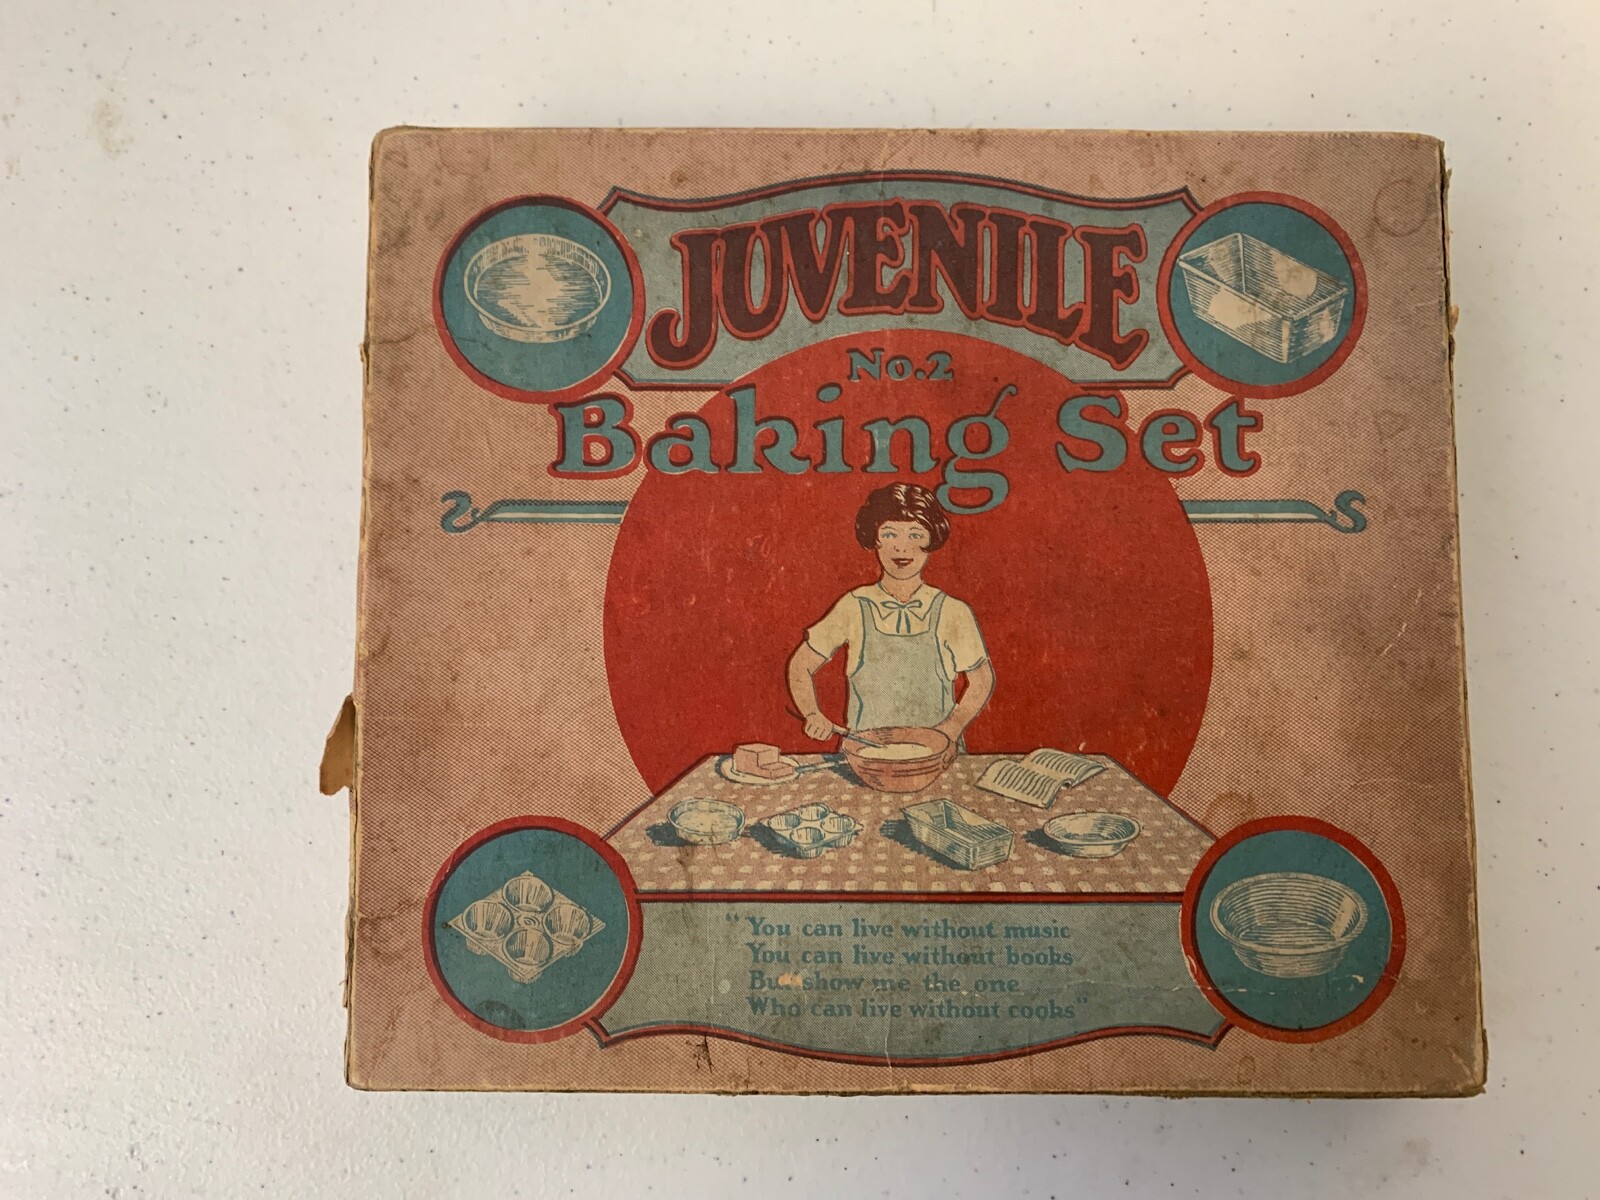 JUVENILE
No.2
Baking Set
"You can live without music
You can live without books
But show me the one
Who can live without cooks"